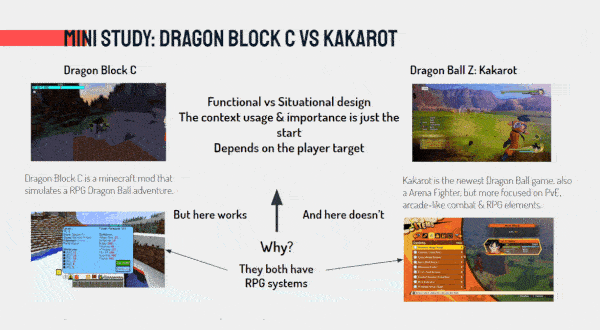 MINI STUDY: DRAGON BLOCK C VS KAKAROT
Dragon Block C
Dragon Ball Z: Kakarot
Functional vs Situational design
The context usage & importance is just the
start
Depends on the player target
Dragon Block C is a minecraft mod that
simulates a RPG Dragon Ball adventure.
Kakarot is the newest Dragon Ball game, also
a Arena Fighter, but more focused on PvE,
arcade-like combat & RPG elements.
But here works
And here doesn't
Why?
They both have
RPG systems